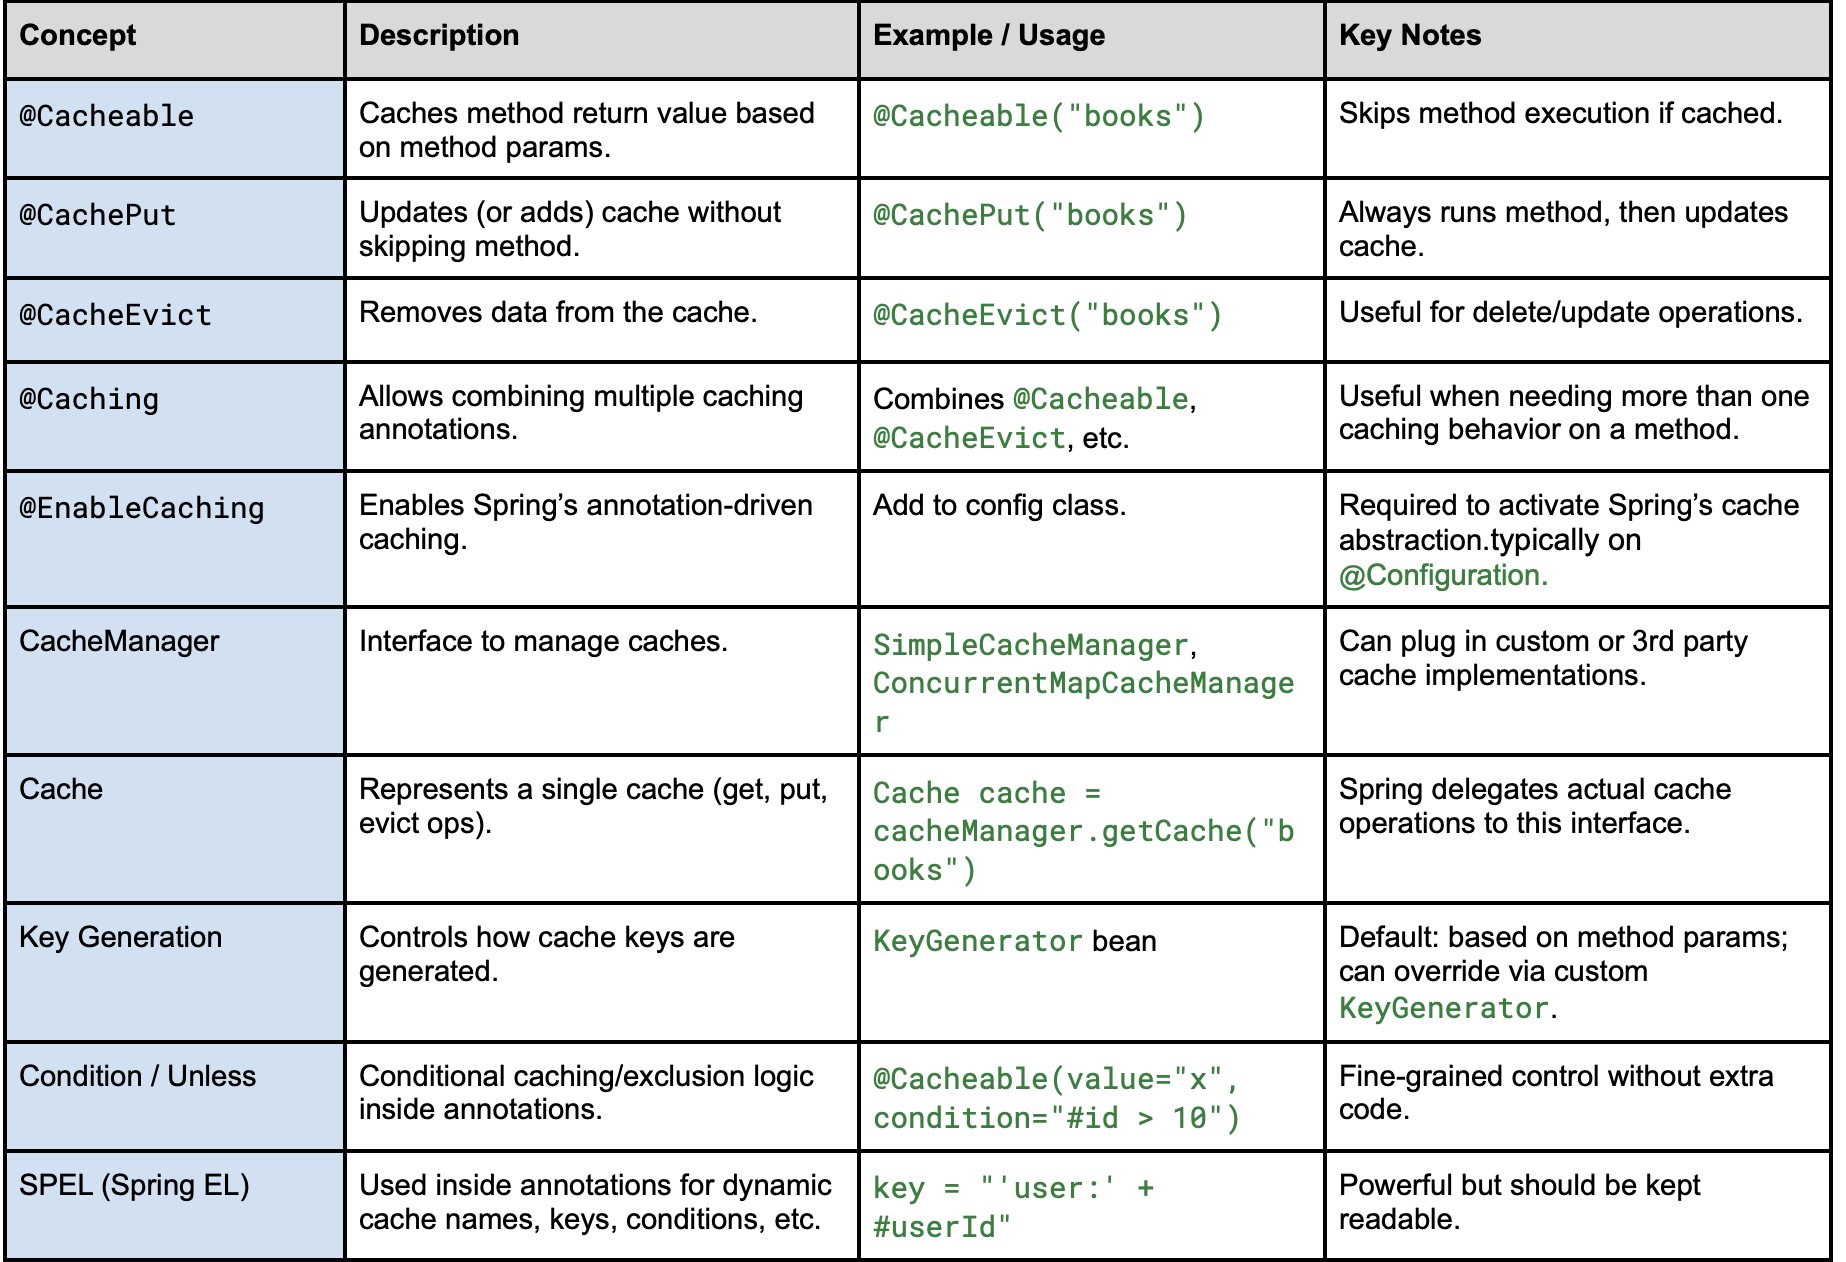 Concept
Description
Example / Usage
Key Notes
@Cacheable
Caches method return value based
on method params.
@Cacheable("books")
Skips method execution if cached.
@CachePut
Updates (or adds) cache without
skipping method.
@CachePut("books")
Always runs method, then updates
cache.
@CacheEvict
Removes data from the cache.
@CacheEvict("books")
Useful for delete/update operations.
@Caching
Allows combining multiple caching
annotations.
Combines @Cacheable,
@CacheEvict, etc.
Useful when needing more than one
caching behavior on a method.
@EnableCaching
Enables Spring’s annotation-driven
caching.
Add to config class.
Required to activate Spring’s cache
abstraction.typically on
@Configuration.
CacheManager
Interface to manage caches.
SimpleCacheManager,
ConcurrentMapCacheManage
r
Can plug in custom or 3rd party
cache implementations.
Cache
Represents a single cache (get, put,
evict ops).
Cache cache =
cacheManager.getCache("b
ooks")
Spring delegates actual cache
operations to this interface.
Key Generation
Controls how cache keys are
generated.
KeyGenerator bean
Default: based on method params;
can override via custom
KeyGenerator.
Condition / Unless
Conditional caching/exclusion logic
inside annotations.
@Cacheable(value="x",
condition="#id > 10")
Fine-grained control without extra
code.
SPEL (Spring EL)
Used inside annotations for dynamic
cache names, keys, conditions, etc.
key = "'user:' +
#userId"
Powerful but should be kept
readable.